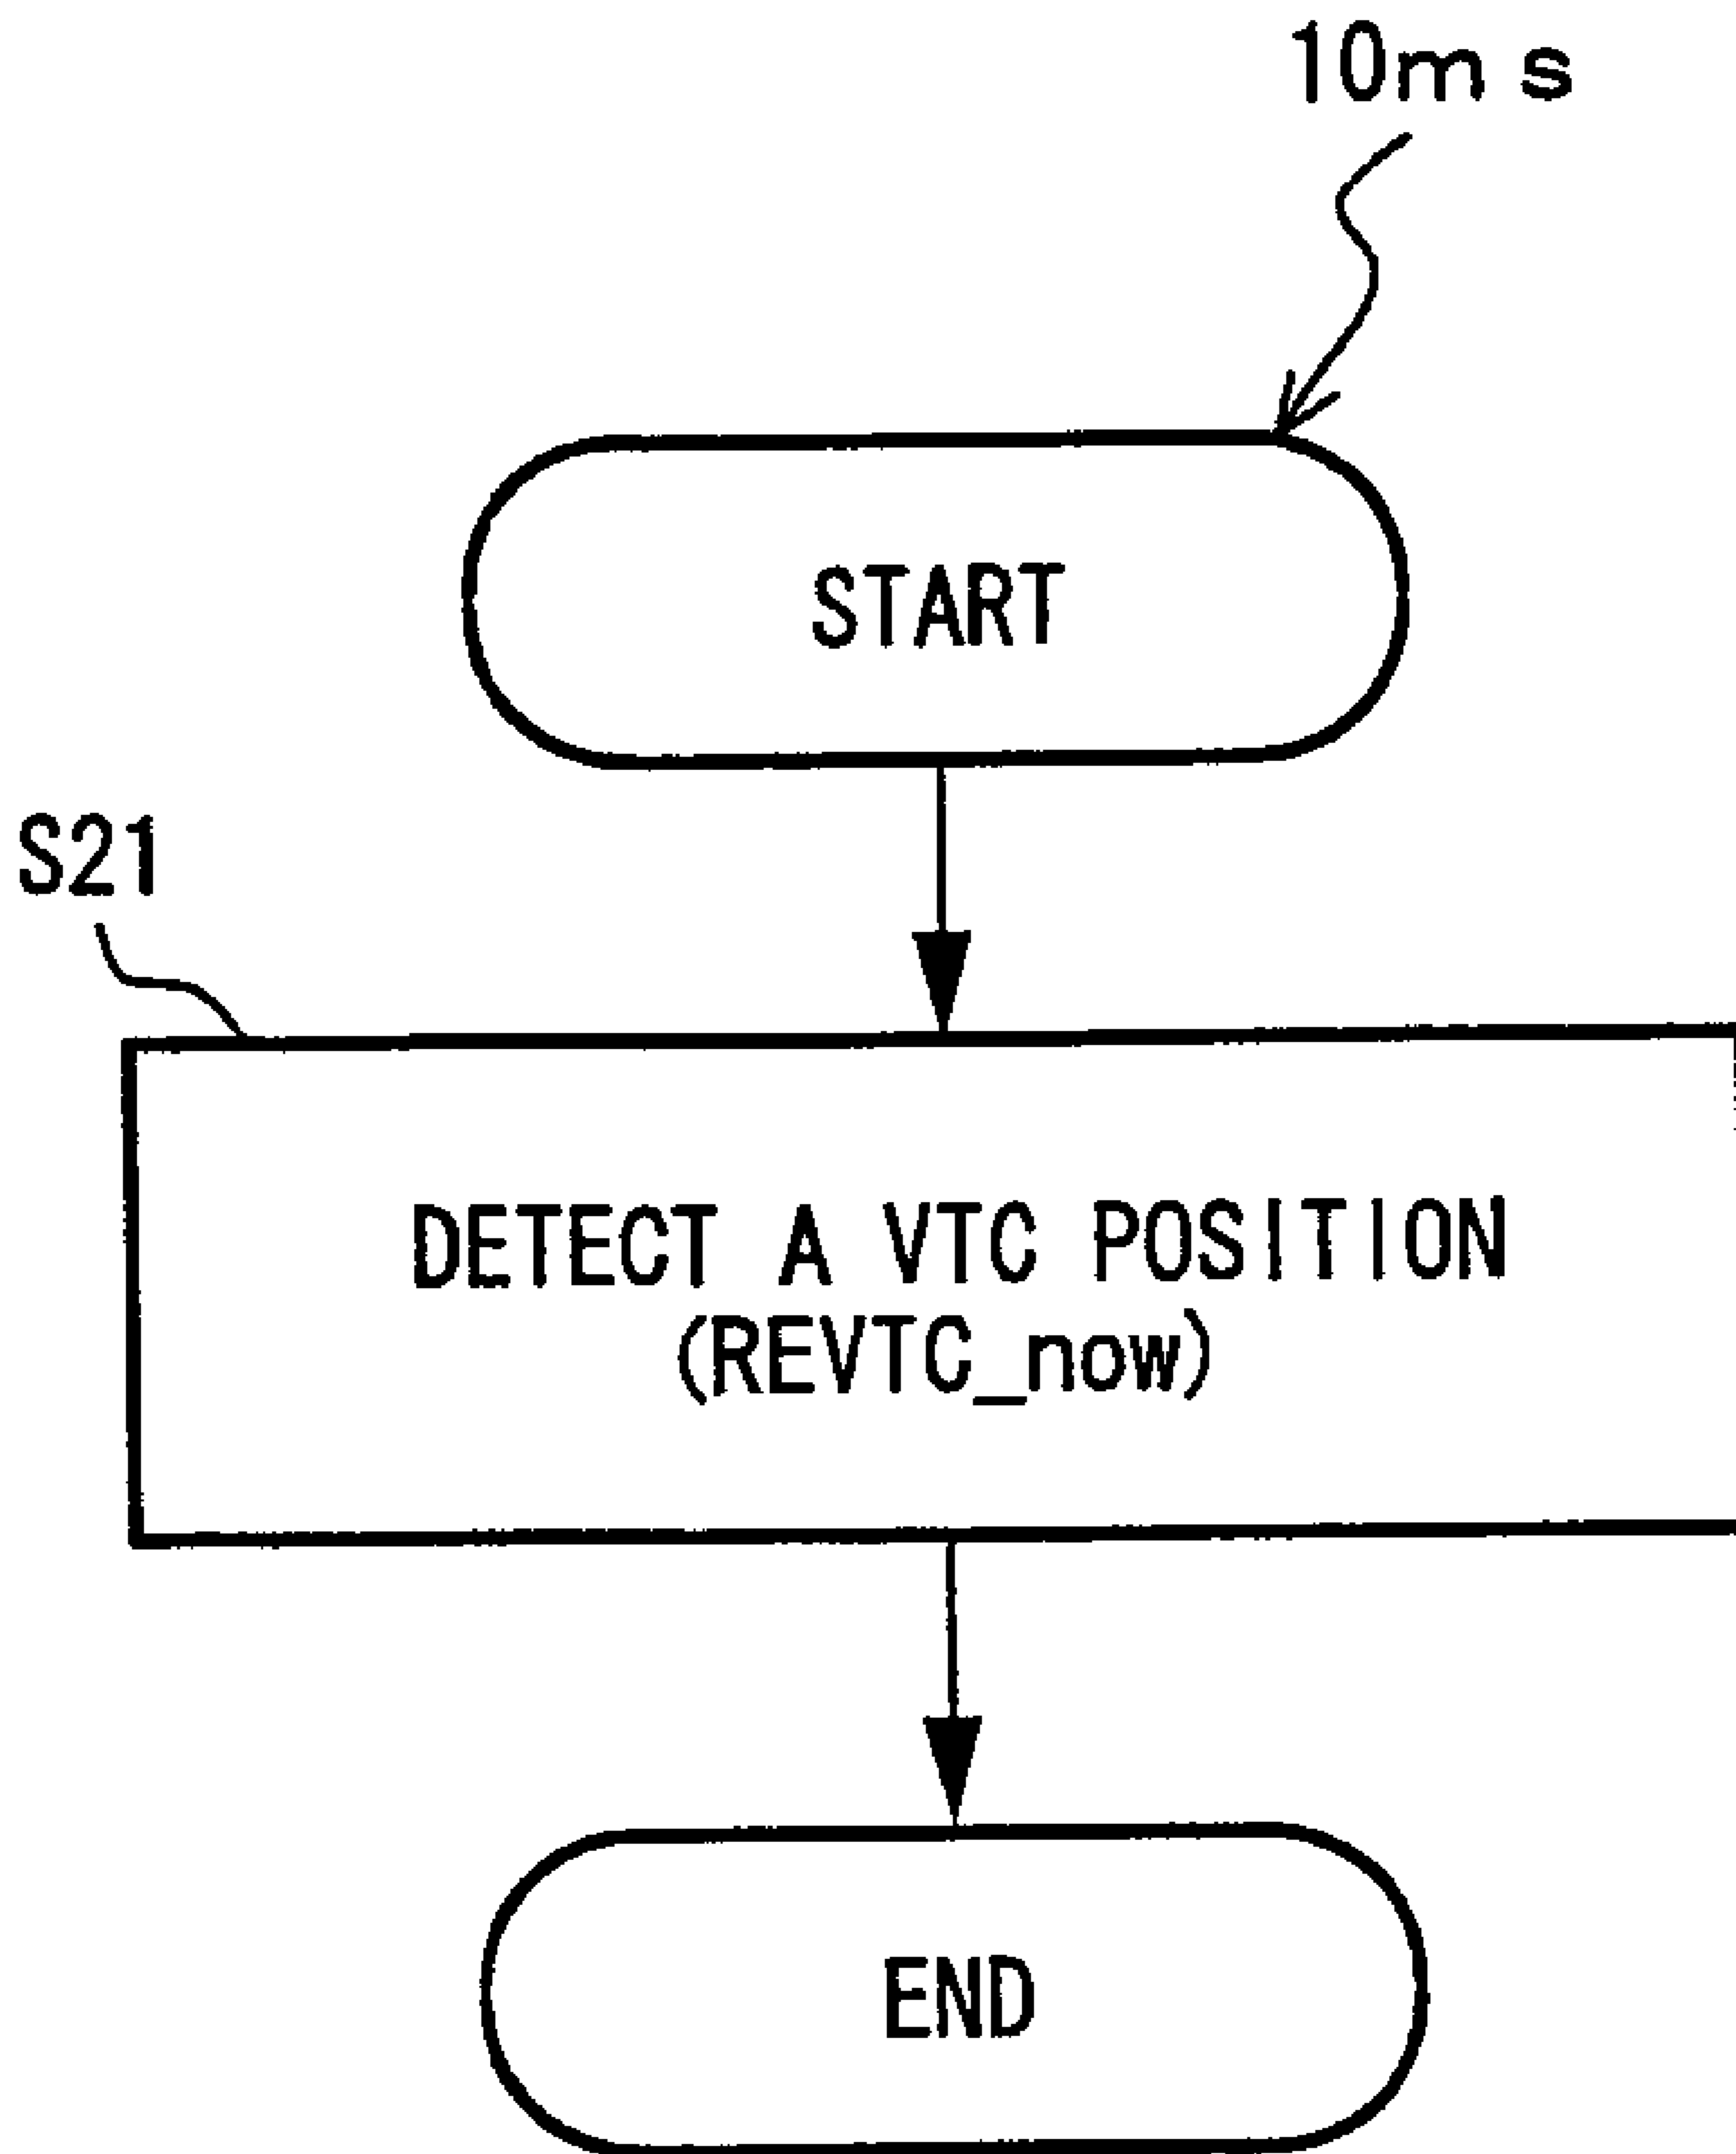 10ms
START
S21
DETECT A VTC POSITION
(REVTC_now)
END